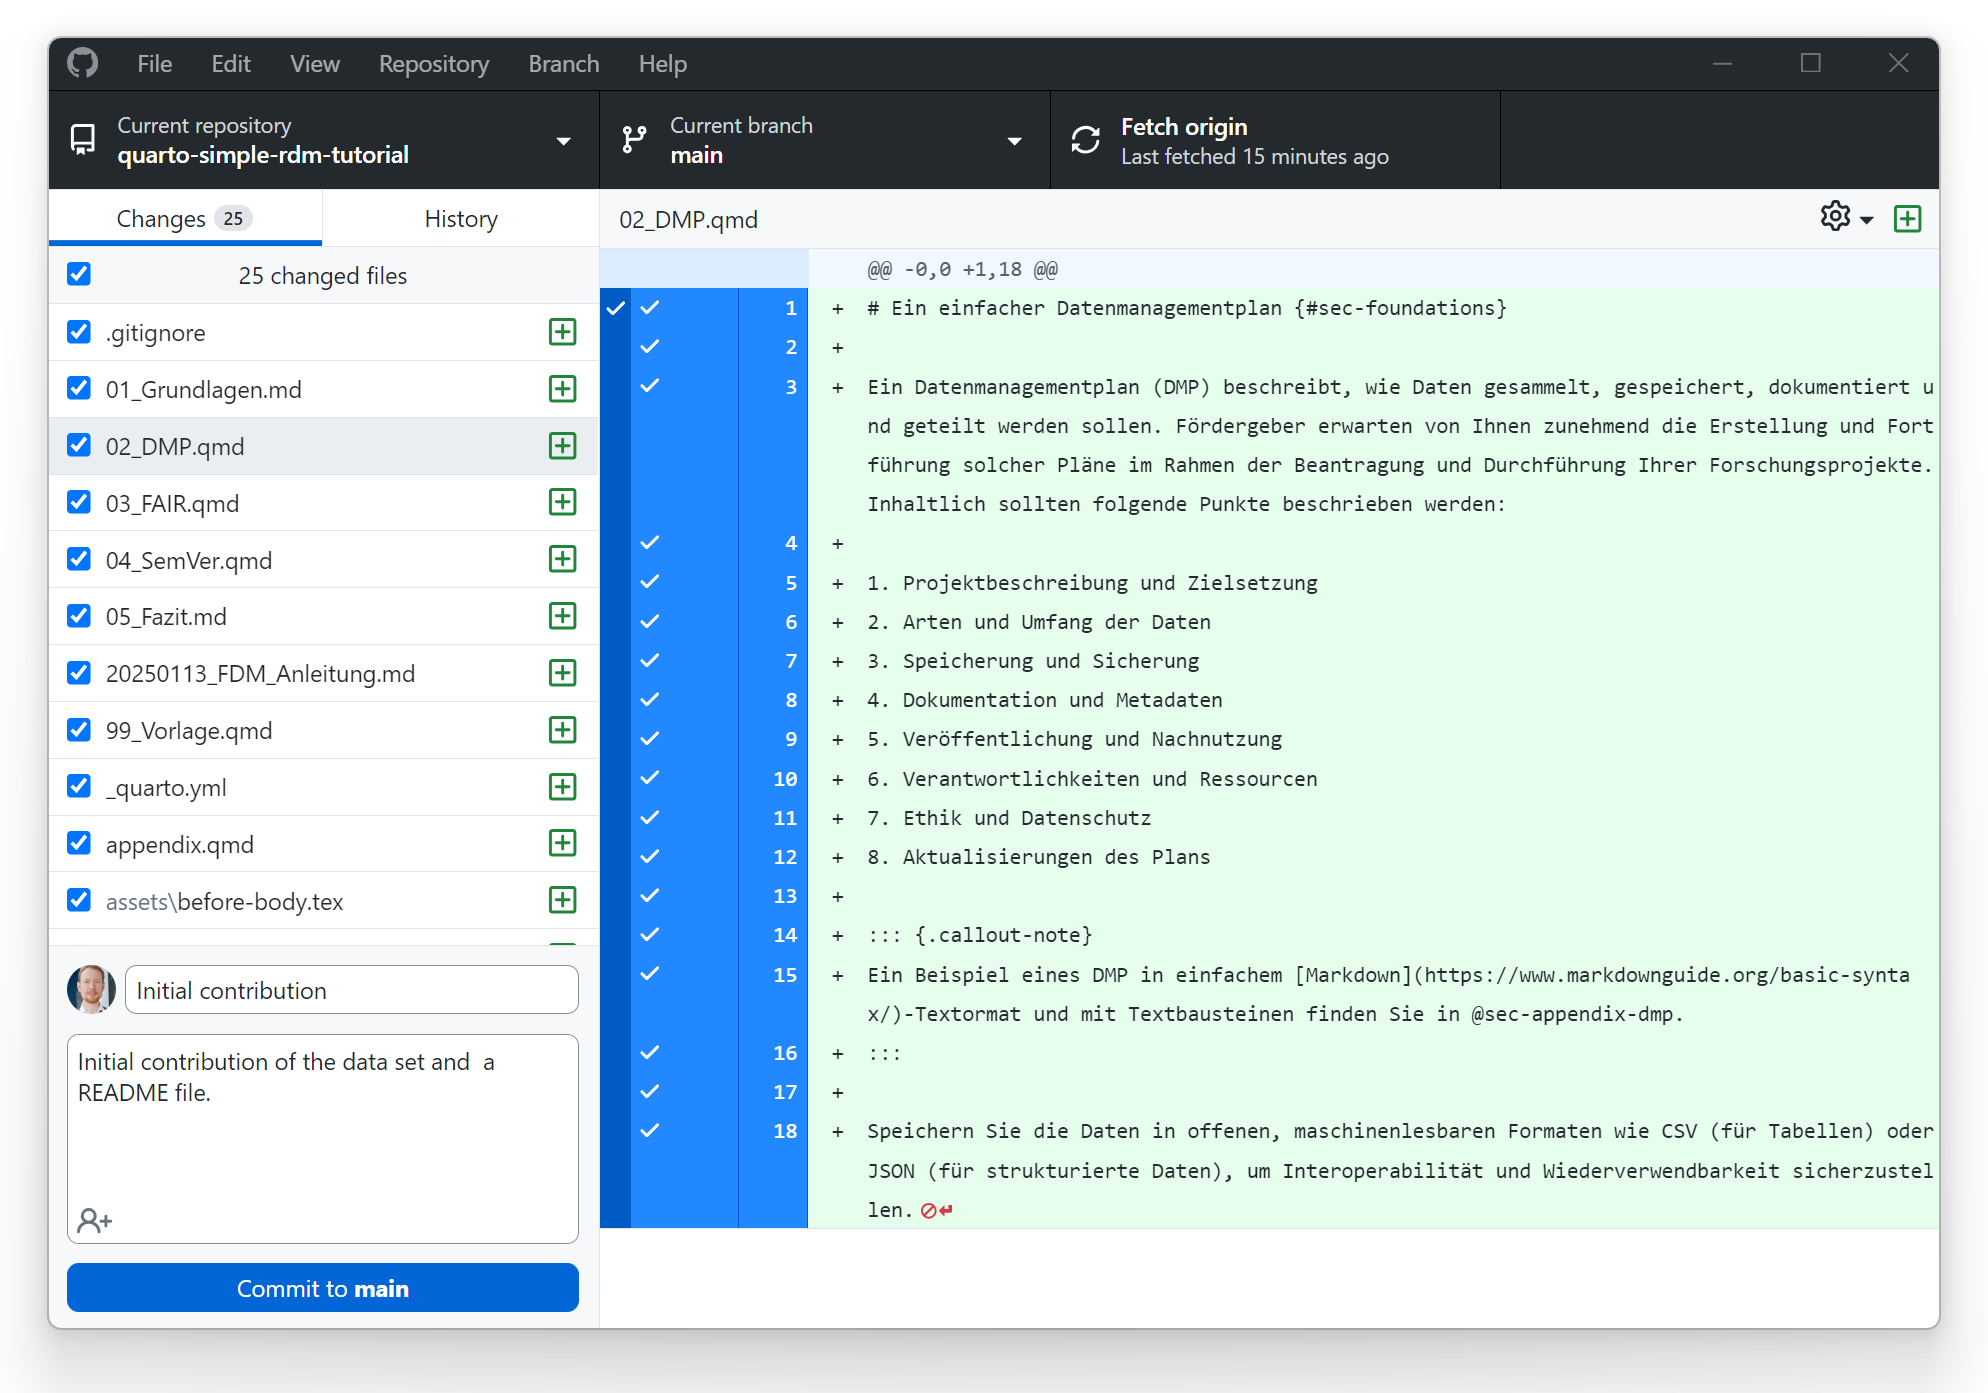 File Edit View Repository Branch Help
Current repository
quarto-simple-rdm-tutorial
Current branch
main
Fetch origin
Last fetched 15 minutes ago
Changes 25
History
25 changed files
.gitignore
01_Grundlagen.md
02_DMP.qmd
03_FAIR.qmd
04_SemVer.qmd
05_Fazit.md
20250113_FDM_Anleitung.md
99_Vorlage.qmd
_quarto.yml
appendix.qmd
assets\before-body.tex
Initial contribution
Initial contribution of the data set and  a
README file.
Commit to main
02_DMP.qmd
@@ -0,0 +1,18 @@
1 + # Ein einfacher Datenmanagementplan {#sec-foundations}
2 +
3 + Ein Datenmanagementplan (DMP) beschreibt, wie Daten gesammelt, gespeichert, dokumentiert u
nd geteilt werden sollen. Fördergeber erwarten von Ihnen zunehmend die Erstellung und Fort
führung solcher Pläne im Rahmen der Beantragung und Durchführung Ihrer Forschungsprojekte.
Inhaltlich sollten folgende Punkte beschrieben werden:
4 +
5 + 1. Projektbeschreibung und Zielsetzung
6 + 2. Arten und Umfang der Daten
7 + 3. Speicherung und Sicherung
8 + 4. Dokumentation und Metadaten
9 + 5. Veröffentlichung und Nachnutzung
10 + 6. Verantwortlichkeiten und Ressourcen
11 + 7. Ethik und Datenschutz
12 + 8. Aktualisierungen des Plans
13 +
14 + ::: {.callout-note}
15 + Ein Beispiel eines DMP in einfachem [Markdown](https://www.markdownguide.org/basic-synta
x/)-Textormat und mit Textbausteinen finden Sie in @sec-appendix-dmp.
16 + :::
17 +
18 + Speichern Sie die Daten in offenen, maschinenlesbaren Formaten wie CSV (für Tabellen) oder
JSON (für strukturierte Daten), um Interoperabilität und Wiederverwendbarkeit sicherzustel
len.